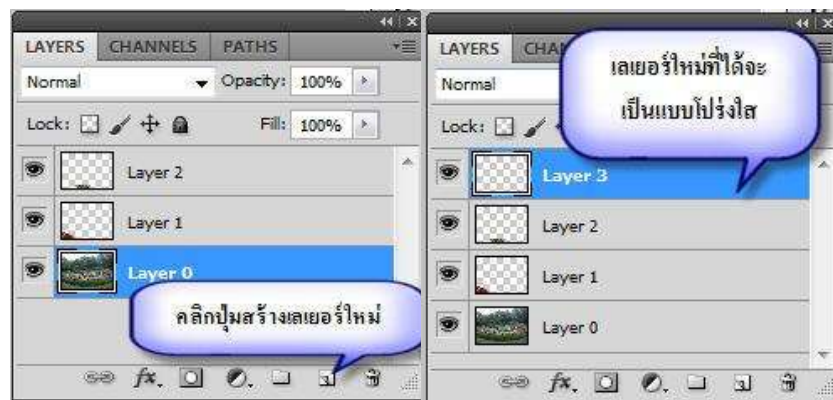 LAYERS CHANNELS PATHS
Normal Opacity: 100%
Lock: Fill: 100%
Layer 2
Layer 1
Layer 0
คลิกปุ่มสร้างเลเยอร์ใหม่
fx.
LAYERS
Normal
Lock:
เลเยอร์ใหม่ที่ได้จะ
เป็นแบบโปร่งใส
Layer 3
Layer 2
Layer 1
Layer 0
fx.